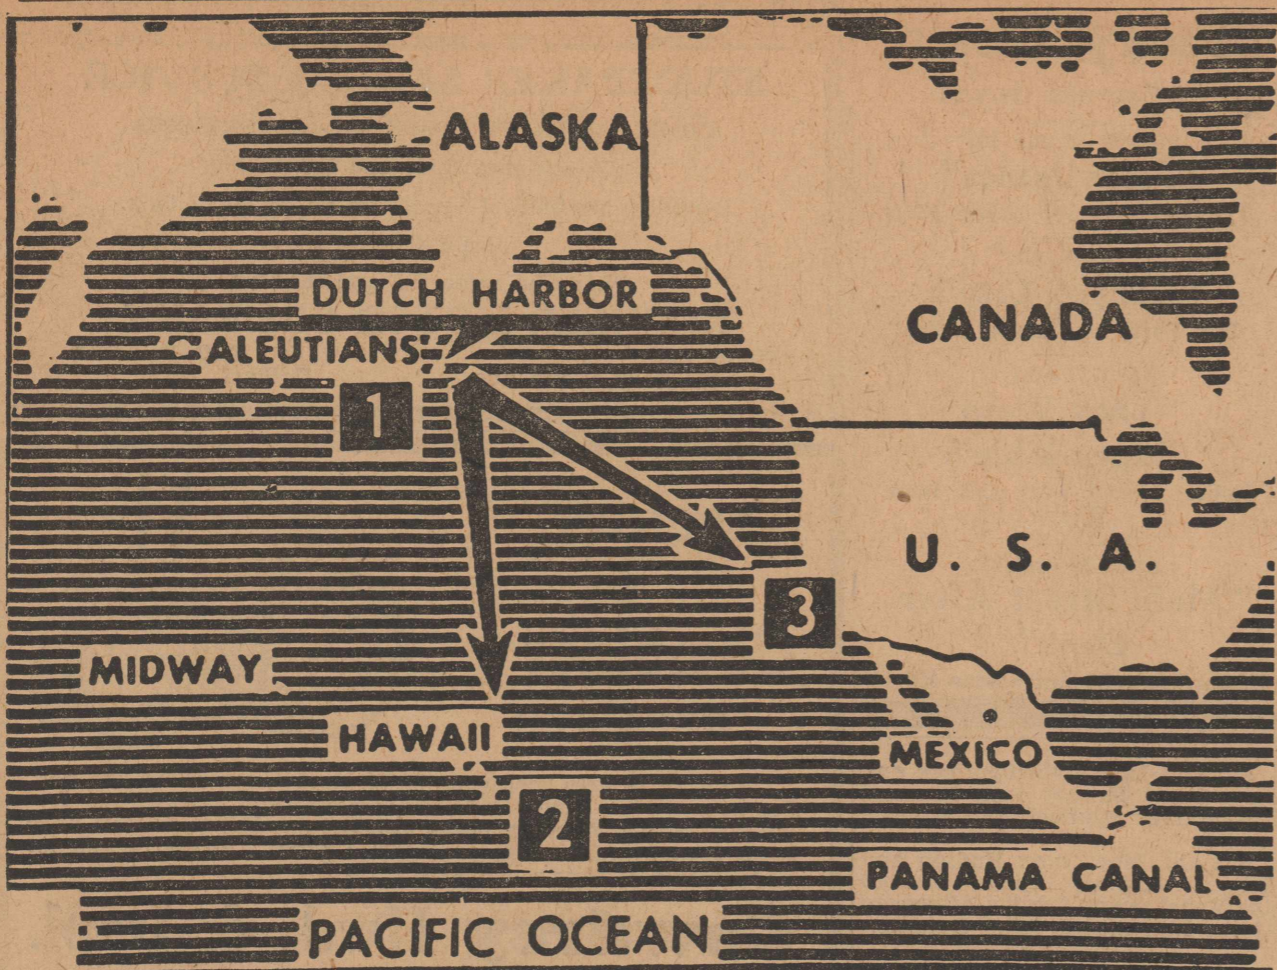 ALASKA
DUTCH HARBOR
CANADA
ALEUTIANS
1
U. S. A.
3
MIDWAY
HAWAII
MEXICO
2
PANAMA CANAL
PACIFIC OCEAN